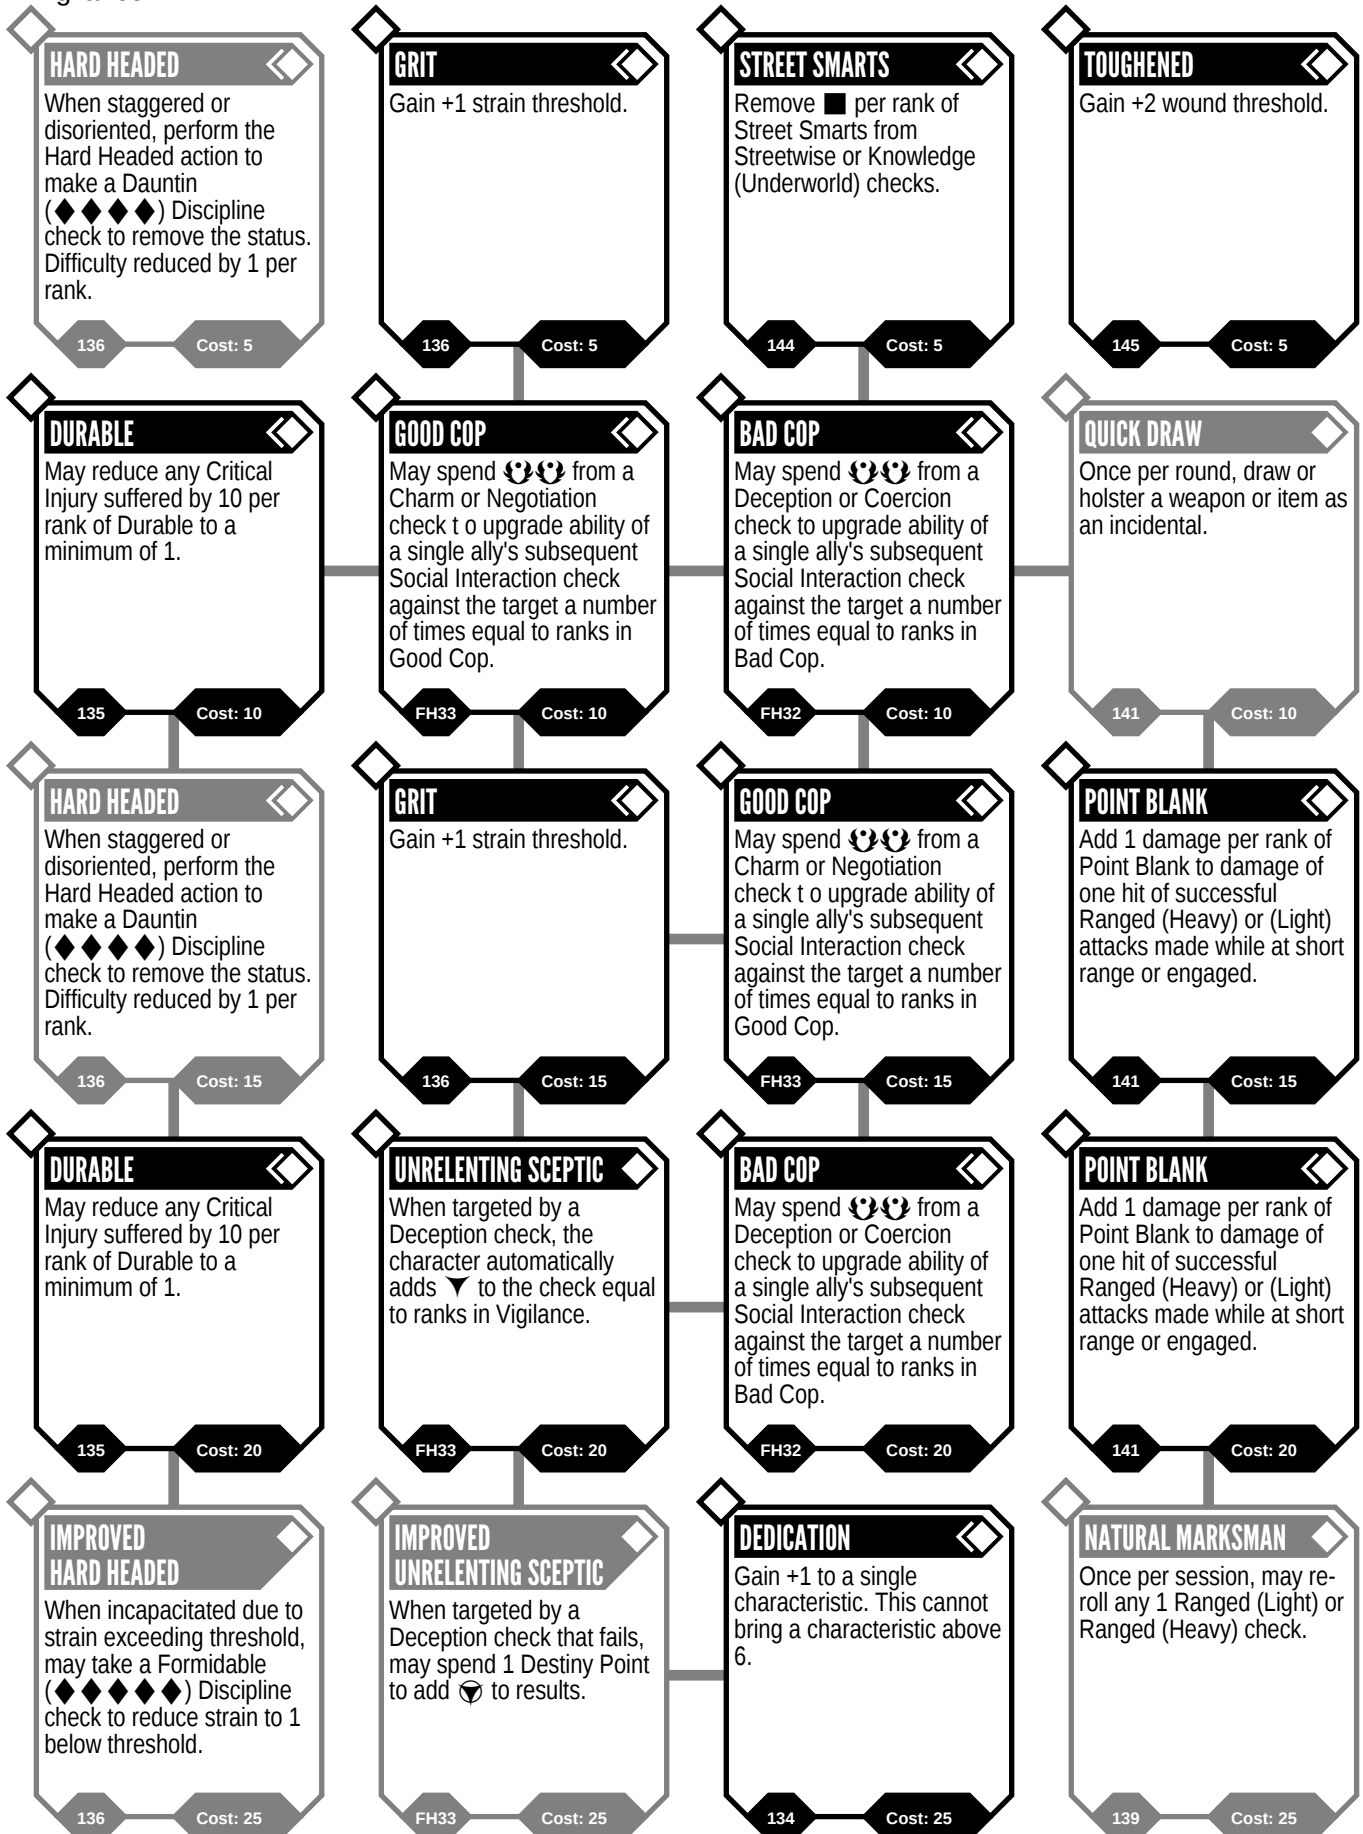 HARD HEADED
When staggered or
disoriented, perform the
Hard Headed action to
make a Dauntin
(♦♦♦♦) Discipline
check to remove the status.
Difficulty reduced by 1 per
rank.
136
Cost: 5
GRIT
Gain +1 strain threshold.
136
Cost: 5
STREET SMARTS
Remove ■ per rank of
Street Smarts from
Streetwise or Knowledge
(Underworld) checks.
144
Cost: 5
TOUGHENED
Gain +2 wound threshold.
145
Cost: 5
DURABLE
May reduce any Critical
Injury suffered by 10 per
rank of Durable to a
minimum of 1.
135
Cost: 10
GOOD COP
May spend from a
Charm or Negotiation
check t o upgrade ability of
a single ally's subsequent
Social Interaction check
against the target a number
of times equal to ranks in
Good Cop.
FH33
Cost: 10
BAD COP
May spend from a
Deception or Coercion
check to upgrade ability of
a single ally's subsequent
Social Interaction check
against the target a number
of times equal to ranks in
Bad Cop.
FH32
Cost: 10
QUICK DRAW
Once per round, draw or
holster a weapon or item as
an incidental.
141
Cost: 10
HARD HEADED
When staggered or
disoriented, perform the
Hard Headed action to
make a Dauntin
(♦♦♦♦) Discipline
check to remove the status.
Difficulty reduced by 1 per
rank.
136
Cost: 15
GRIT
Gain +1 strain threshold.
136
Cost: 15
GOOD COP
May spend from a
Charm or Negotiation
check t o upgrade ability of
a single ally's subsequent
Social Interaction check
against the target a number
of times equal to ranks in
Good Cop.
FH33
Cost: 15
POINT BLANK
Add 1 damage per rank of
Point Blank to damage of
one hit of successful
Ranged (Heavy) or (Light)
attacks made while at short
range or engaged.
141
Cost: 15
DURABLE
May reduce any Critical
Injury suffered by 10 per
rank of Durable to a
minimum of 1.
135
Cost: 20
UNRELENTING SCEPTIC
When targeted by a
Deception check, the
character automatically
adds to the check equal
to ranks in Vigilance.
FH33
Cost: 20
BAD COP
May spend from a
Deception or Coercion
check to upgrade ability of
a single ally's subsequent
Social Interaction check
against the target a number
of times equal to ranks in
Bad Cop.
FH32
Cost: 20
POINT BLANK
Add 1 damage per rank of
Point Blank to damage of
one hit of successful
Ranged (Heavy) or (Light)
attacks made while at short
range or engaged.
141
Cost: 20
IMPROVED
HARD HEADED
When incapacitated due to
strain exceeding threshold,
may take a Formidable
(♦♦♦♦♦) Discipline
check to reduce strain to 1
below threshold.
136
Cost: 25
IMPROVED
UNRELENTING SCEPTIC
When targeted by a
Deception check that fails,
may spend 1 Destiny Point
to add to results.
FH33
Cost: 25
DEDICATION
Gain +1 to a single
characteristic. This cannot
bring a characteristic above
6.
134
Cost: 25
NATURAL MARKSMAN
Once per session, may re-
roll any 1 Ranged (Light) or
Ranged (Heavy) check.
139
Cost: 25